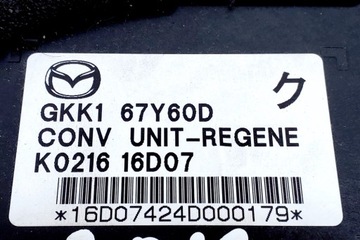 ク
GKK1 67Y60D
CONV UNIT-REGENE
K0216 16D07
*16D07424D000179*